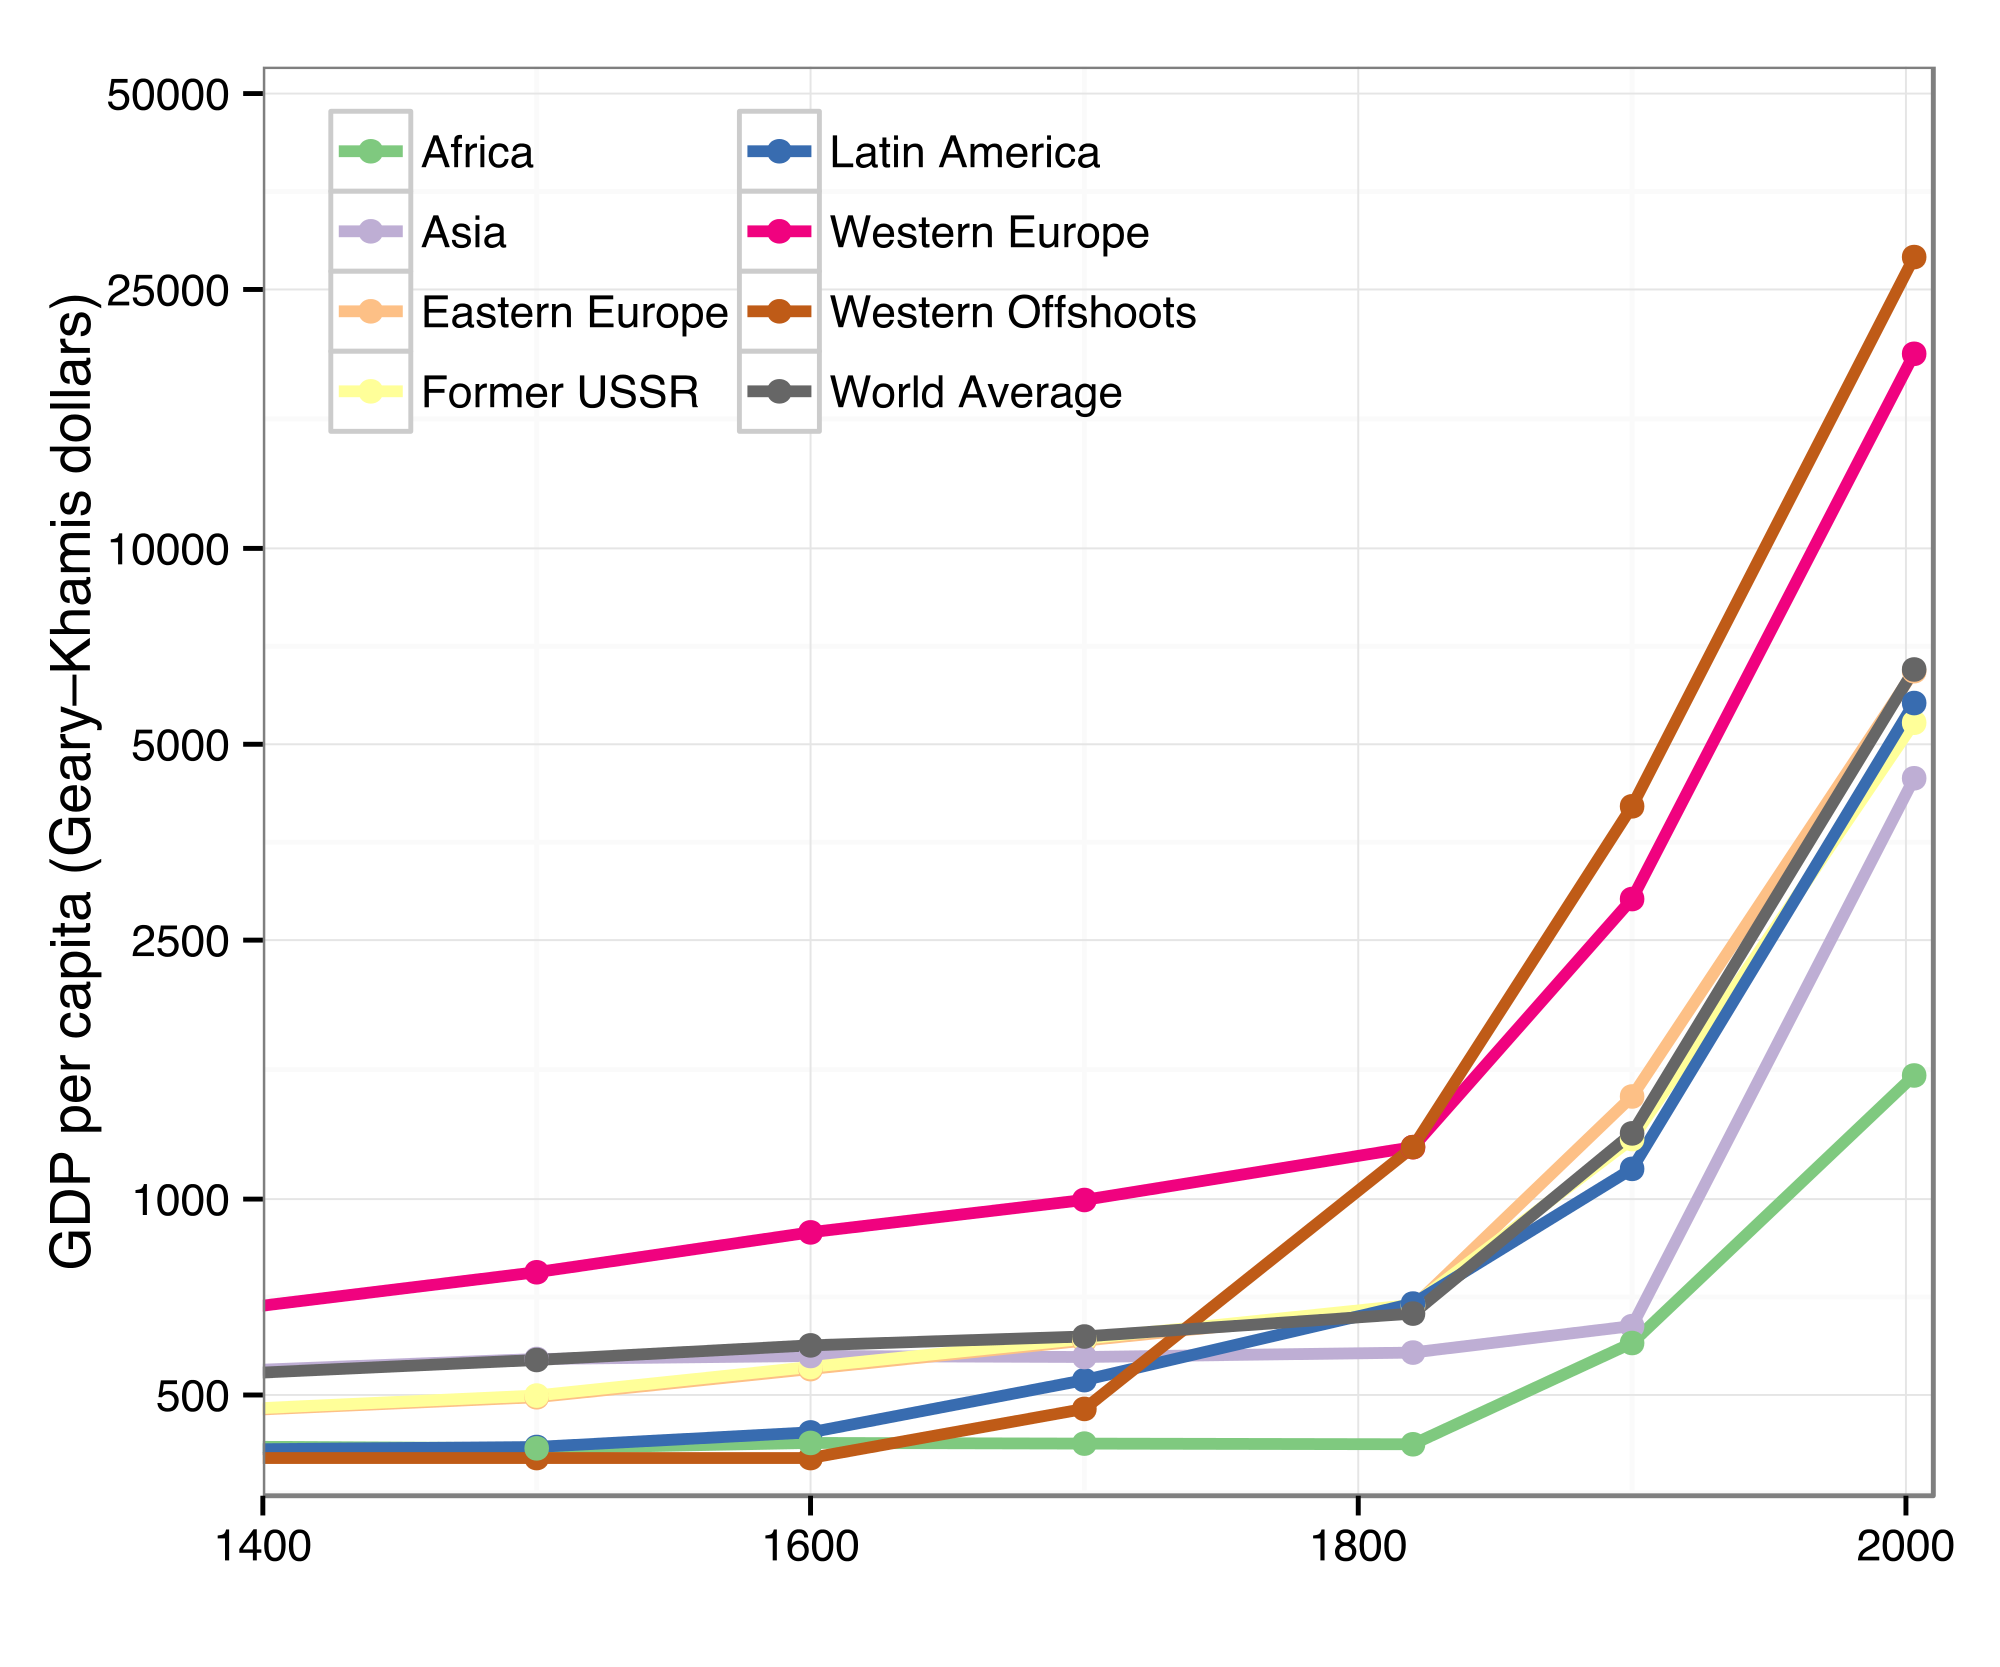 GDP per capita (Geary–Khamis dollars)
50000
25000
10000
5000
2500
1000
500
Africa
Asia
Eastern Europe
Former USSR
Latin America
Western Europe
Western Offshoots
World Average
1400 1600 1800 2000